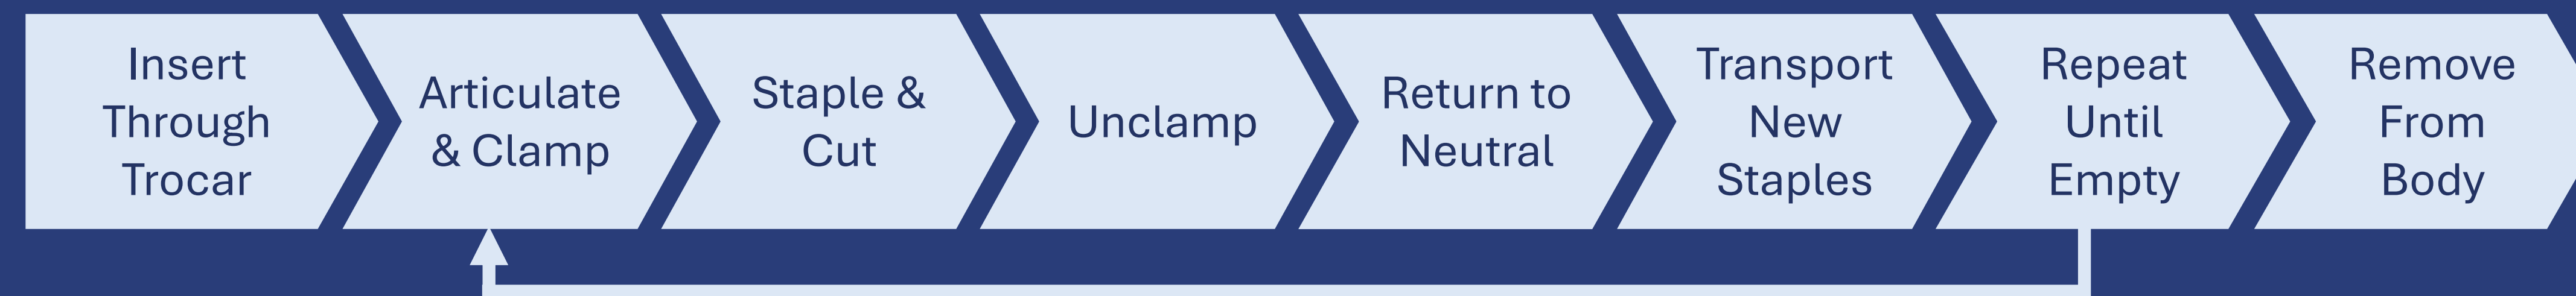 Insert
Through
Trocar
Articulate
& Clamp
Staple &
Cut
Unclamp
Return to
Neutral
Transport
New
Staples
Repeat
Until
Empty
Remove
From
Body